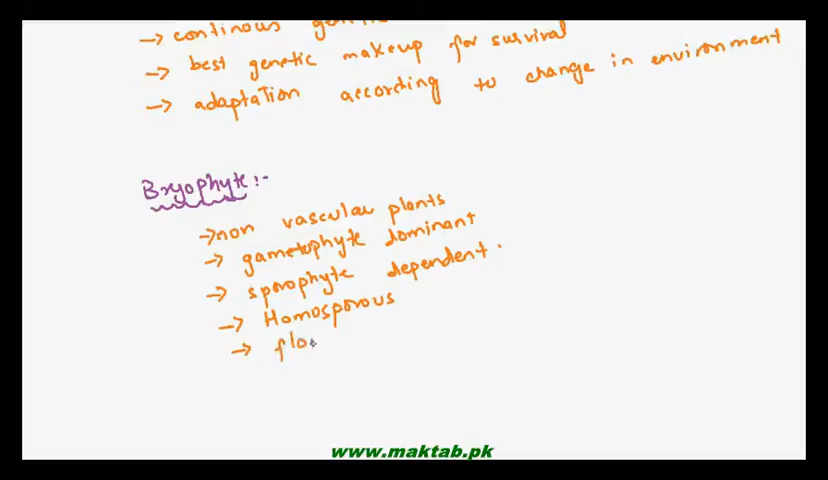 → continous
→ best genetic makeup for survival
→ adaptation according to change in environment
Bryophyte:-
→ non vascular plants
→ gametophyte dominant
→ sporophyte dependent.
→ Homosporous
→ flo
www.maktab.pk